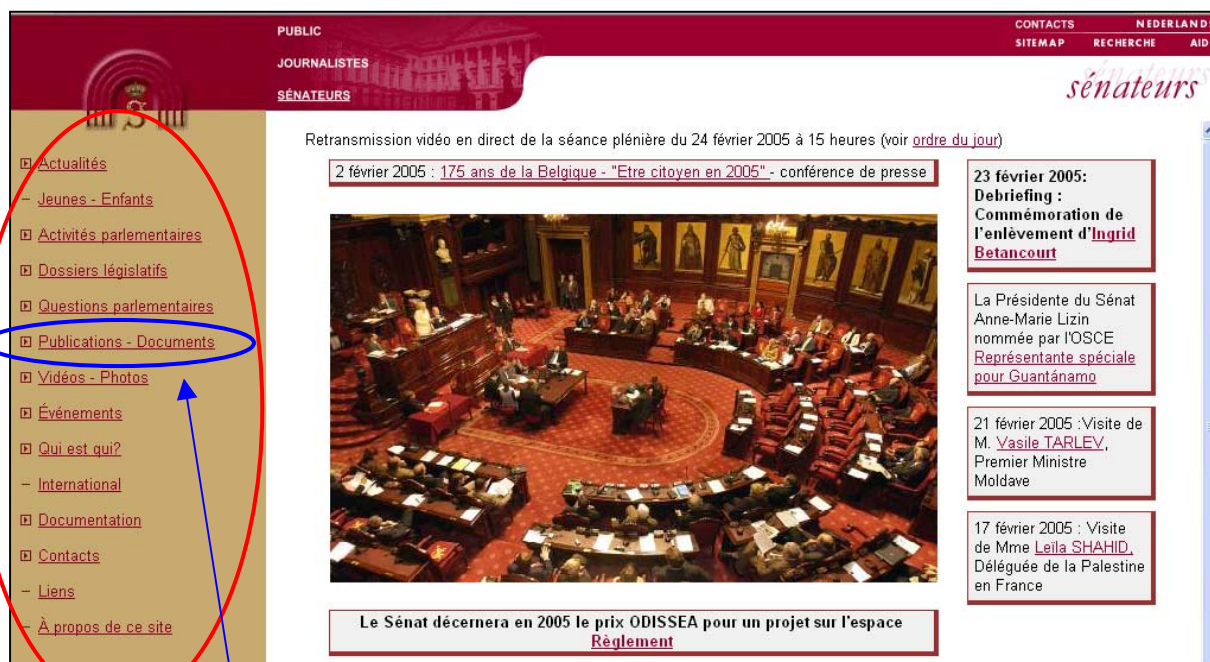 PUBLIC
JOURNALISTES
SÉNATEURS
CONTACTS
SITEMAP RECHERCHE
sénateurs
Actualités
Jeunes - Enfants
Activités parlementaires
Dossiers législatifs
Questions parlementaires
Publications - Documents
Vidéos - Photos
Événements
Qui est qui?
International
Documentation
Contacts
Liens
À propos de ce site
Retransmission vidéo en direct de la séance plénière du 24 février 2005 à 15 heures (voir ordre du jour)
2 février 2005 : 175 ans de la Belgique - "Etre citoyen en 2005" - conférence de presse
Le Sénat décernera en 2005 le prix ODISSEA pour un projet sur l'espace
Règlement
23 février 2005:
Debriefing :
Commémoration de
l'enlèvement d'Ingrid
Betancourt
La Présidente du Sénat
Anne-Marie Lizin
nommée par l'OSCE
Représentante spéciale
pour Guantánamo
21 février 2005 :Visite de
M. Vasile TARLEV,
Premier Ministre
Moldave
17 février 2005 : Visite
de Mme Leïla SHAHID,
Déléguée de la Palestine
en France